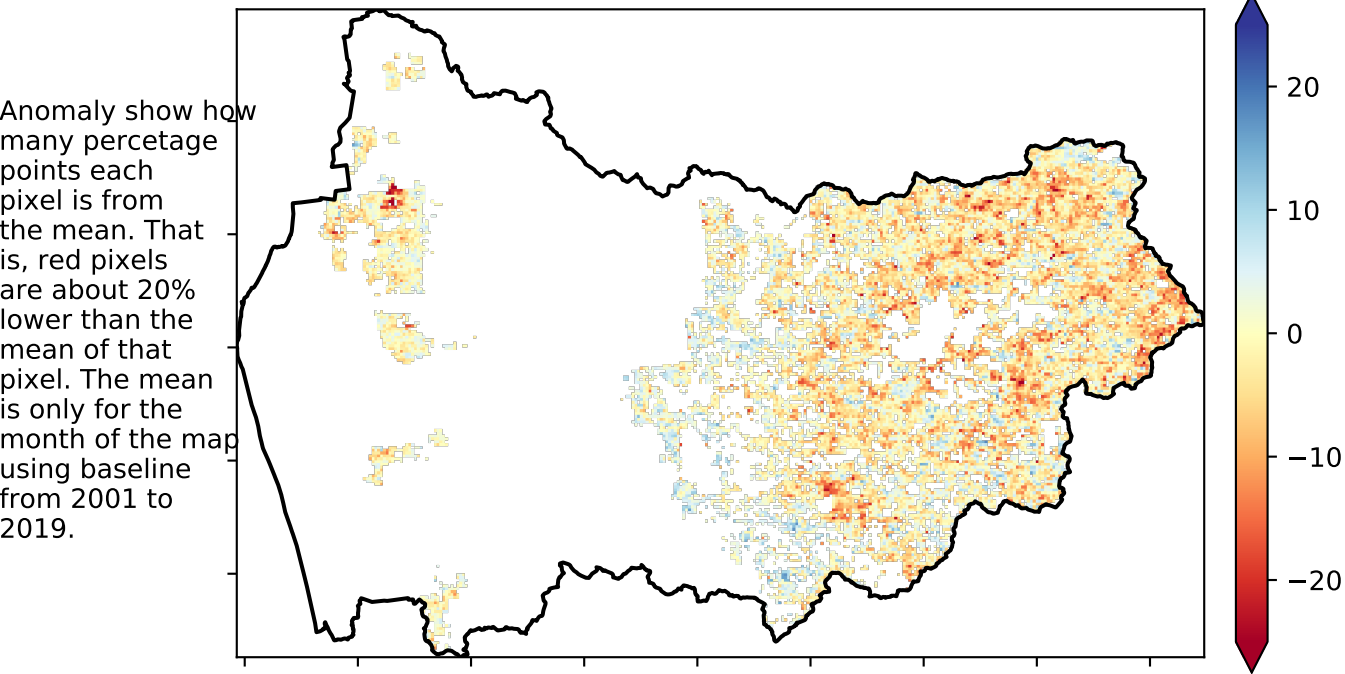 Anomaly show how
many percetage
points each
pixel is from
the mean. That
is, red pixels
are about 20%
lower than the
mean of that
pixel. The mean
is only for the
month of the map
using baseline
from 2001 to
2019.
20
10
0
−10
−20